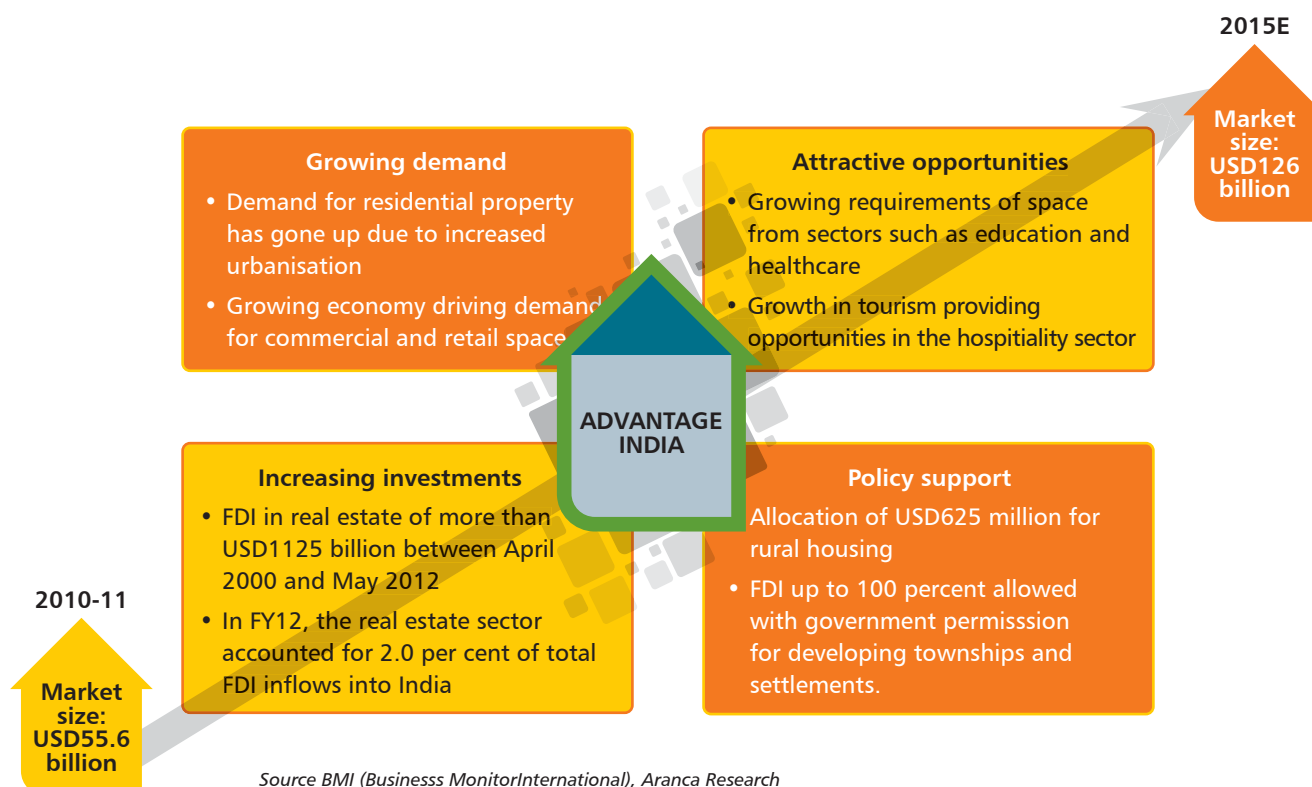 2015E
Market
size:
USD126
billion
Growing demand
• Demand for residential property
has gone up due to increased
urbanisation
• Growing economy driving demand
for commercial and retail space
Attractive opportunities
• Growing requirements of space
from sectors such as education and
healthcare
• Growth in tourism providing
opportunities in the hospitiality sector
ADVANTAGE
INDIA
Increasing investments
• FDI in real estate of more than
USD1125 billion between April
2000 and May 2012
• In FY12, the real estate sector
accounted for 2.0 per cent of total
FDI inflows into India
Policy support
Allocation of USD625 million for
rural housing
• FDI up to 100 percent allowed
with government permisssion
for developing townships and
settlements.
2010-11
Market
size:
USD55.6
billion
Source BMI (Businesss MonitorInternational), Aranca Research